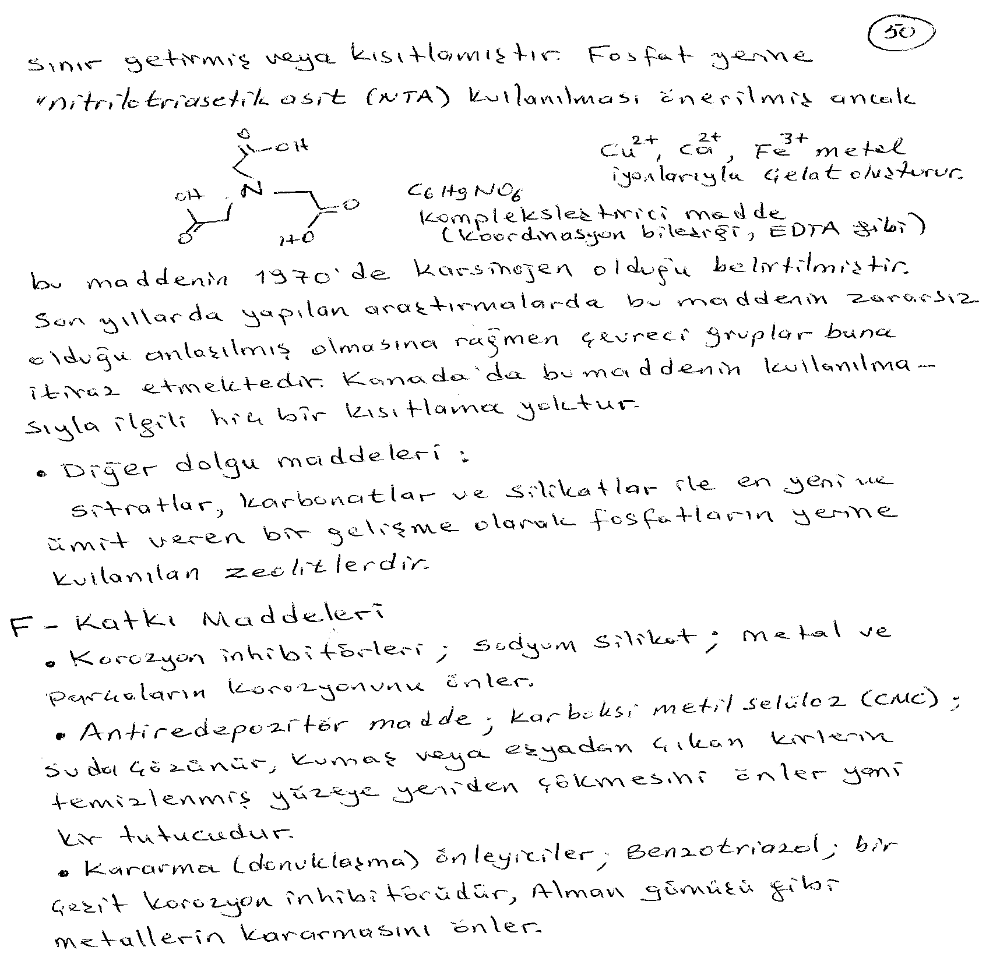 50
sınır getirmiş veya kısıtlamıştır. Fosfat yerine
"nitrilotriasetik asit (NTA) kullanılması önerilmiş ancak
O
OH
Cu2+, Ca2+, Fe3+ metal
iyonlarıyla çelat oluşturur.
OH N O
C6H9NO6
O HO
Kompleksleştirici madde
(Koordinasyon bileşiği, EDTA gibi)
bu maddenin 1970'de karsinojen olduğu belirtilmiştir.
Son yıllarda yapılan araştırmalarda bu maddenin zararsız
olduğu anlaşılmış olmasına rağmen çevreci gruplar buna
itiraz etmektedir. Kanada'da bu maddenin kullanılma-
sıyla ilgili hiç bir kısıtlama yoktur.
• Diğer dolgu maddeleri :
sitratlar, karbonatlar ve silikatlar ile en yeni ve
ümit veren bir gelişme olarak fosfatların yerine
kullanılan zeolitlerdir.
F - Katkı Maddeleri
• Korozyon inhibitörleri ; sodyum silikat ; metal ve
parçaların korozyonunu önler.
• Antiredepozitör madde ; karboksi metil selüloz (CMC) ;
suda çözünür, kumaş veya eşyadan çıkan kirlerin
temizlenmiş yüzeye yeniden çökmesini önler yani
kir tutucudur.
• Kararma (donuklaşma) önleyiciler ; Benzotriazol ; bir
çeşit korozyon inhibitörüdür, Alman gümüşü gibi
metallerin kararmasını önler.